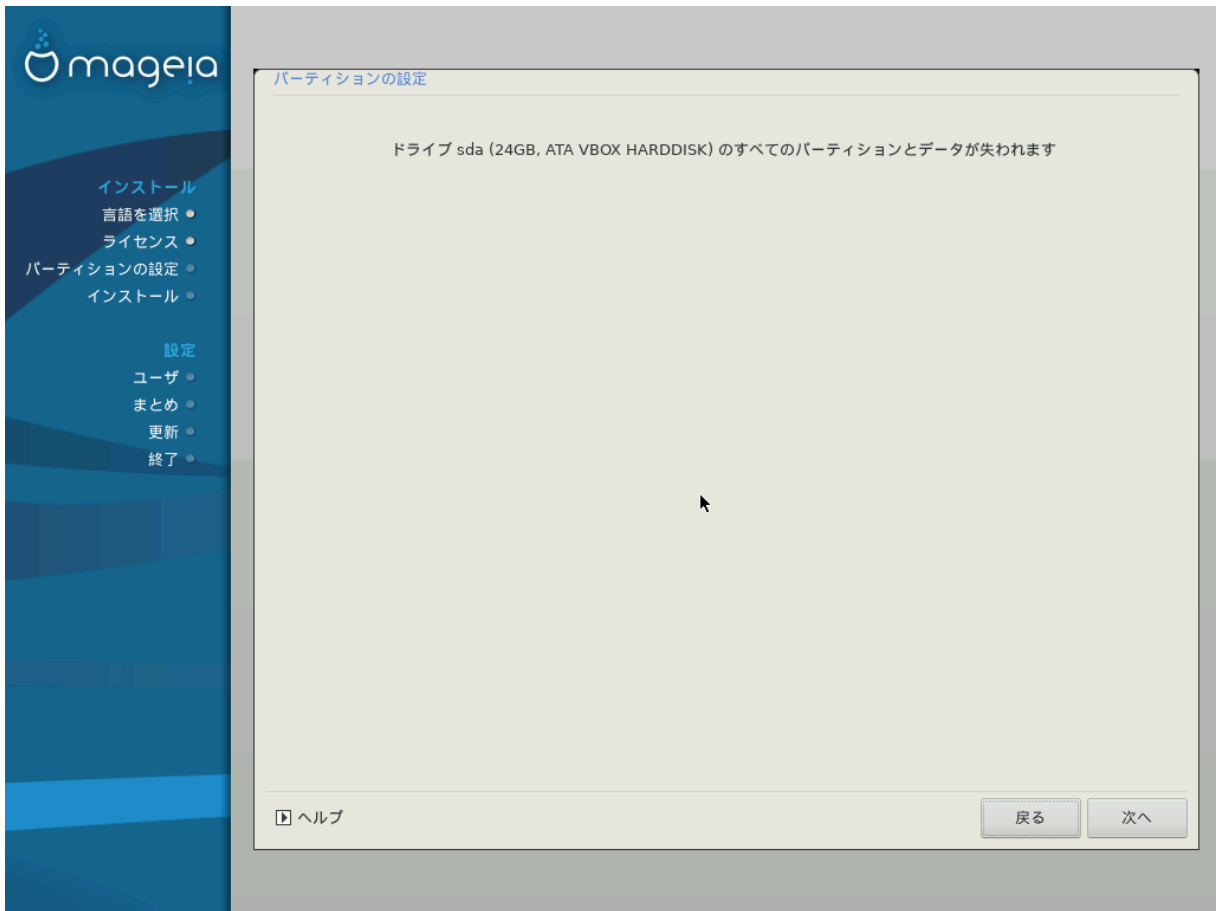 mageia
インストール
言語を選択
ライセンス
パーティションの設定
インストール
設定
ユーザ
まとめ
更新
終了
パーティションの設定
ドライブ sda (24GB, ATA VBOX HARDDISK) のすべてのパーティションとデータが失われます
ヘルプ
戻る
次へ